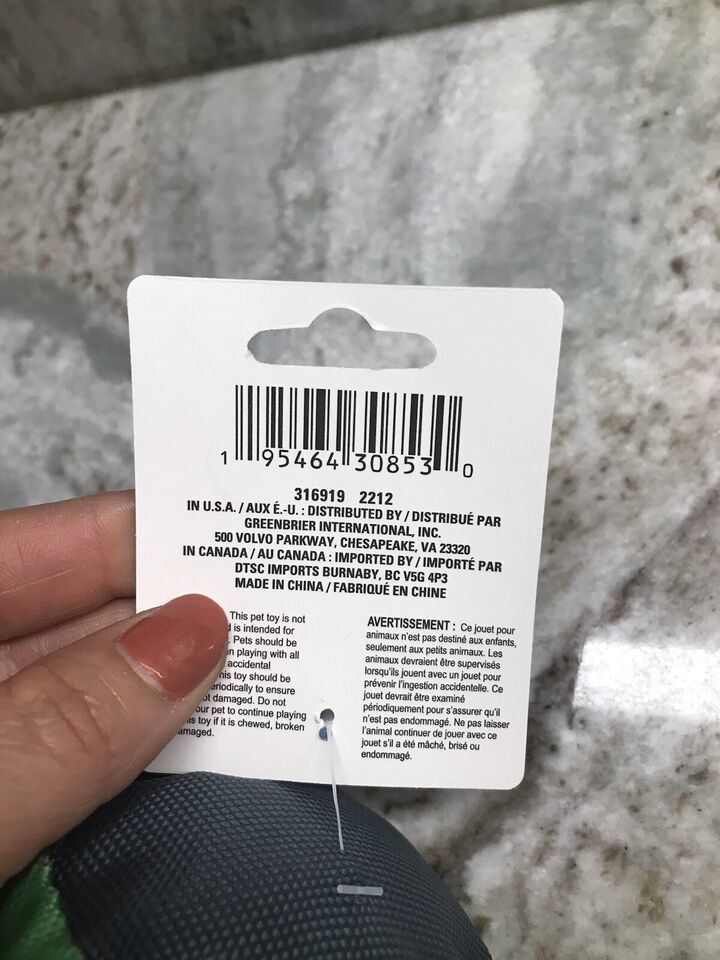 1 95464 30853 0
316919 2212
IN U.S.A. / AUX É.-U. : DISTRIBUTED BY / DISTRIBUÉ PAR
GREENBRIER INTERNATIONAL, INC.
500 VOLVO PARKWAY, CHESAPEAKE, VA 23320
IN CANADA / AU CANADA : IMPORTED BY / IMPORTÉ PAR
DTSC IMPORTS BURNABY, BC V5G 4P3
MADE IN CHINA / FABRIQUÉ EN CHINE
This pet toy is not
is intended for
. Pets should be
playing with all
accidental
toy should be
to ensure
damaged. Do not
pet to continue playing
toy if it is chewed, broken
AVERTISSEMENT : Ce jouet pour
animaux n'est pas destiné aux enfants,
seulement aux petits animaux. Les
animaux devraient être supervisés
lorsqu'ils jouent avec un jouet pour
prévenir l'ingestion accidentelle. Ce
jouet devrait être examiné
périodiquement pour s'assurer qu'il
n'est pas endommagé. Ne pas laisser
l'animal continuer de jouer avec ce
jouet s'il a été mâché, brisé ou
endommagé.